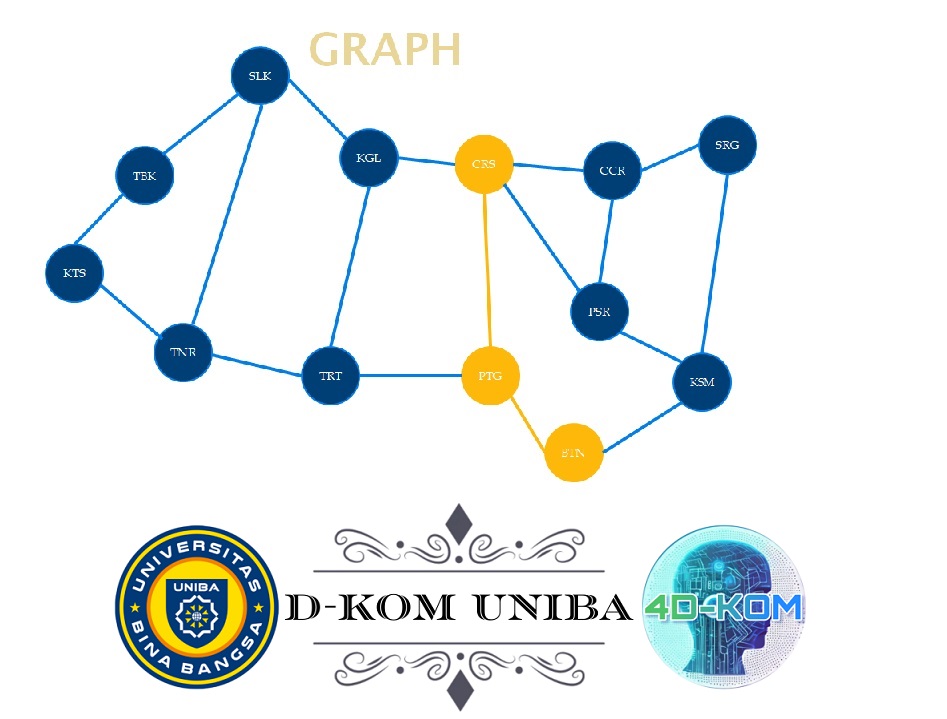 GRAPH
SLK
KGL
CRS
CCR
SRG
TBK
KTS
PSR
TNR
TRT
PTG
KSM
BTN
UNIVERSITAS
UNIBA
BINA BANGSA
D-KOM UNIBA
4D-KOM